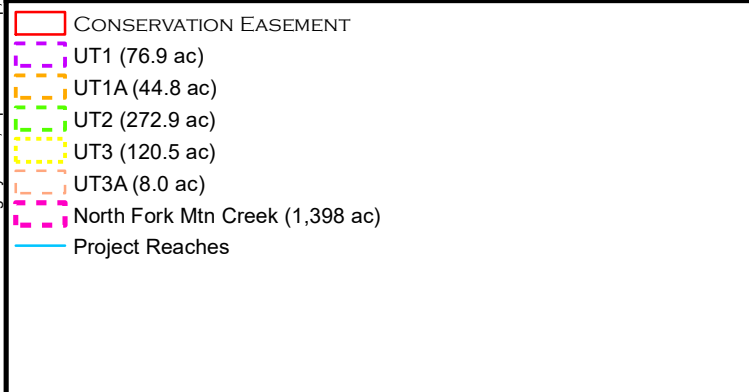 CONSERVATION EASEMENT
UT1 (76.9 ac)
UT1A (44.8 ac)
UT2 (272.9 ac)
UT3 (120.5 ac)
UT3A (8.0 ac)
North Fork Mtn Creek (1,398 ac)
Project Reaches